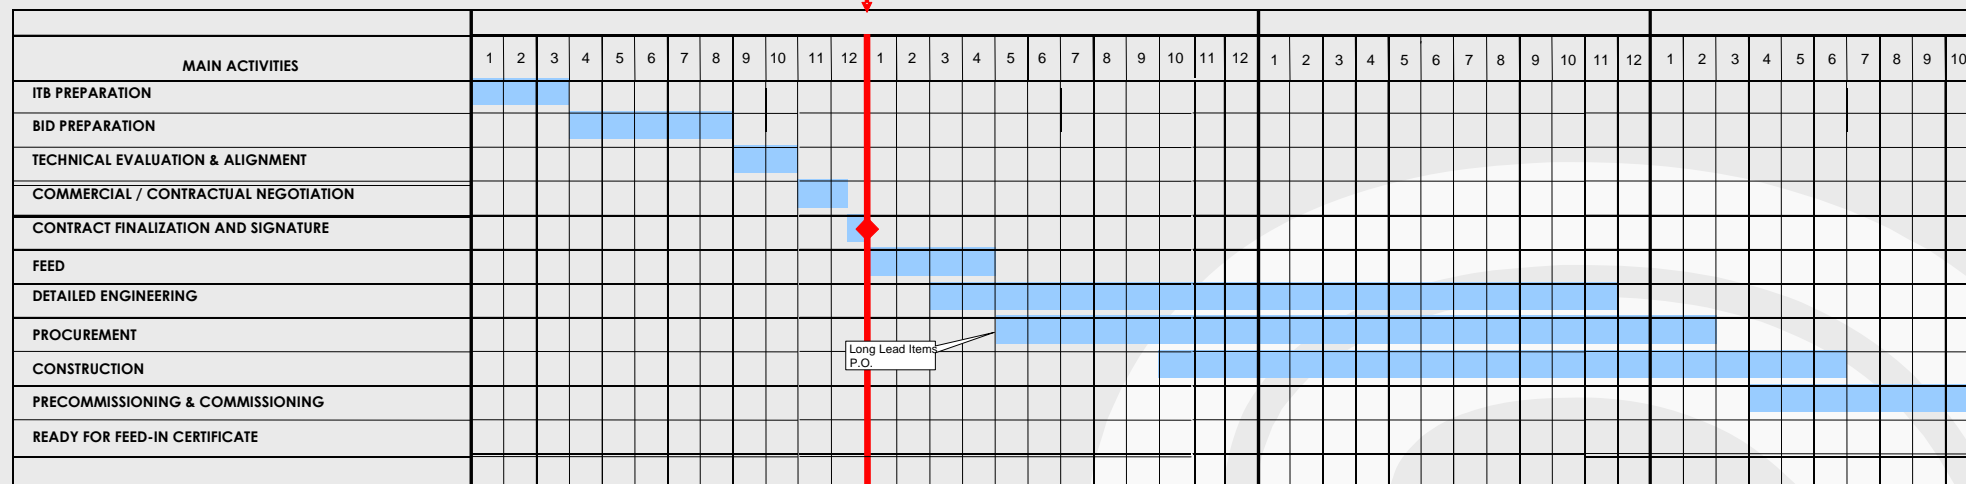 MAIN ACTIVITIES 1 2 3 4 5 6 7 8 9 10 11 12 1 2 3 4 5 6 7 8 9 10 11 12 1 2 3 4 5 6 7 8 9 10 11 12 1 2 3 4 5 6 7 8 9 10
ITB PREPARATION
BID PREPARATION
TECHNICAL EVALUATION & ALIGNMENT
COMMERCIAL / CONTRACTUAL NEGOTIATION
CONTRACT FINALIZATION AND SIGNATURE
FEED
DETAILED ENGINEERING
PROCUREMENT
Long Lead Items
P.O.
CONSTRUCTION
PRECOMMISSIONING & COMMISSIONING
READY FOR FEED-IN CERTIFICATE